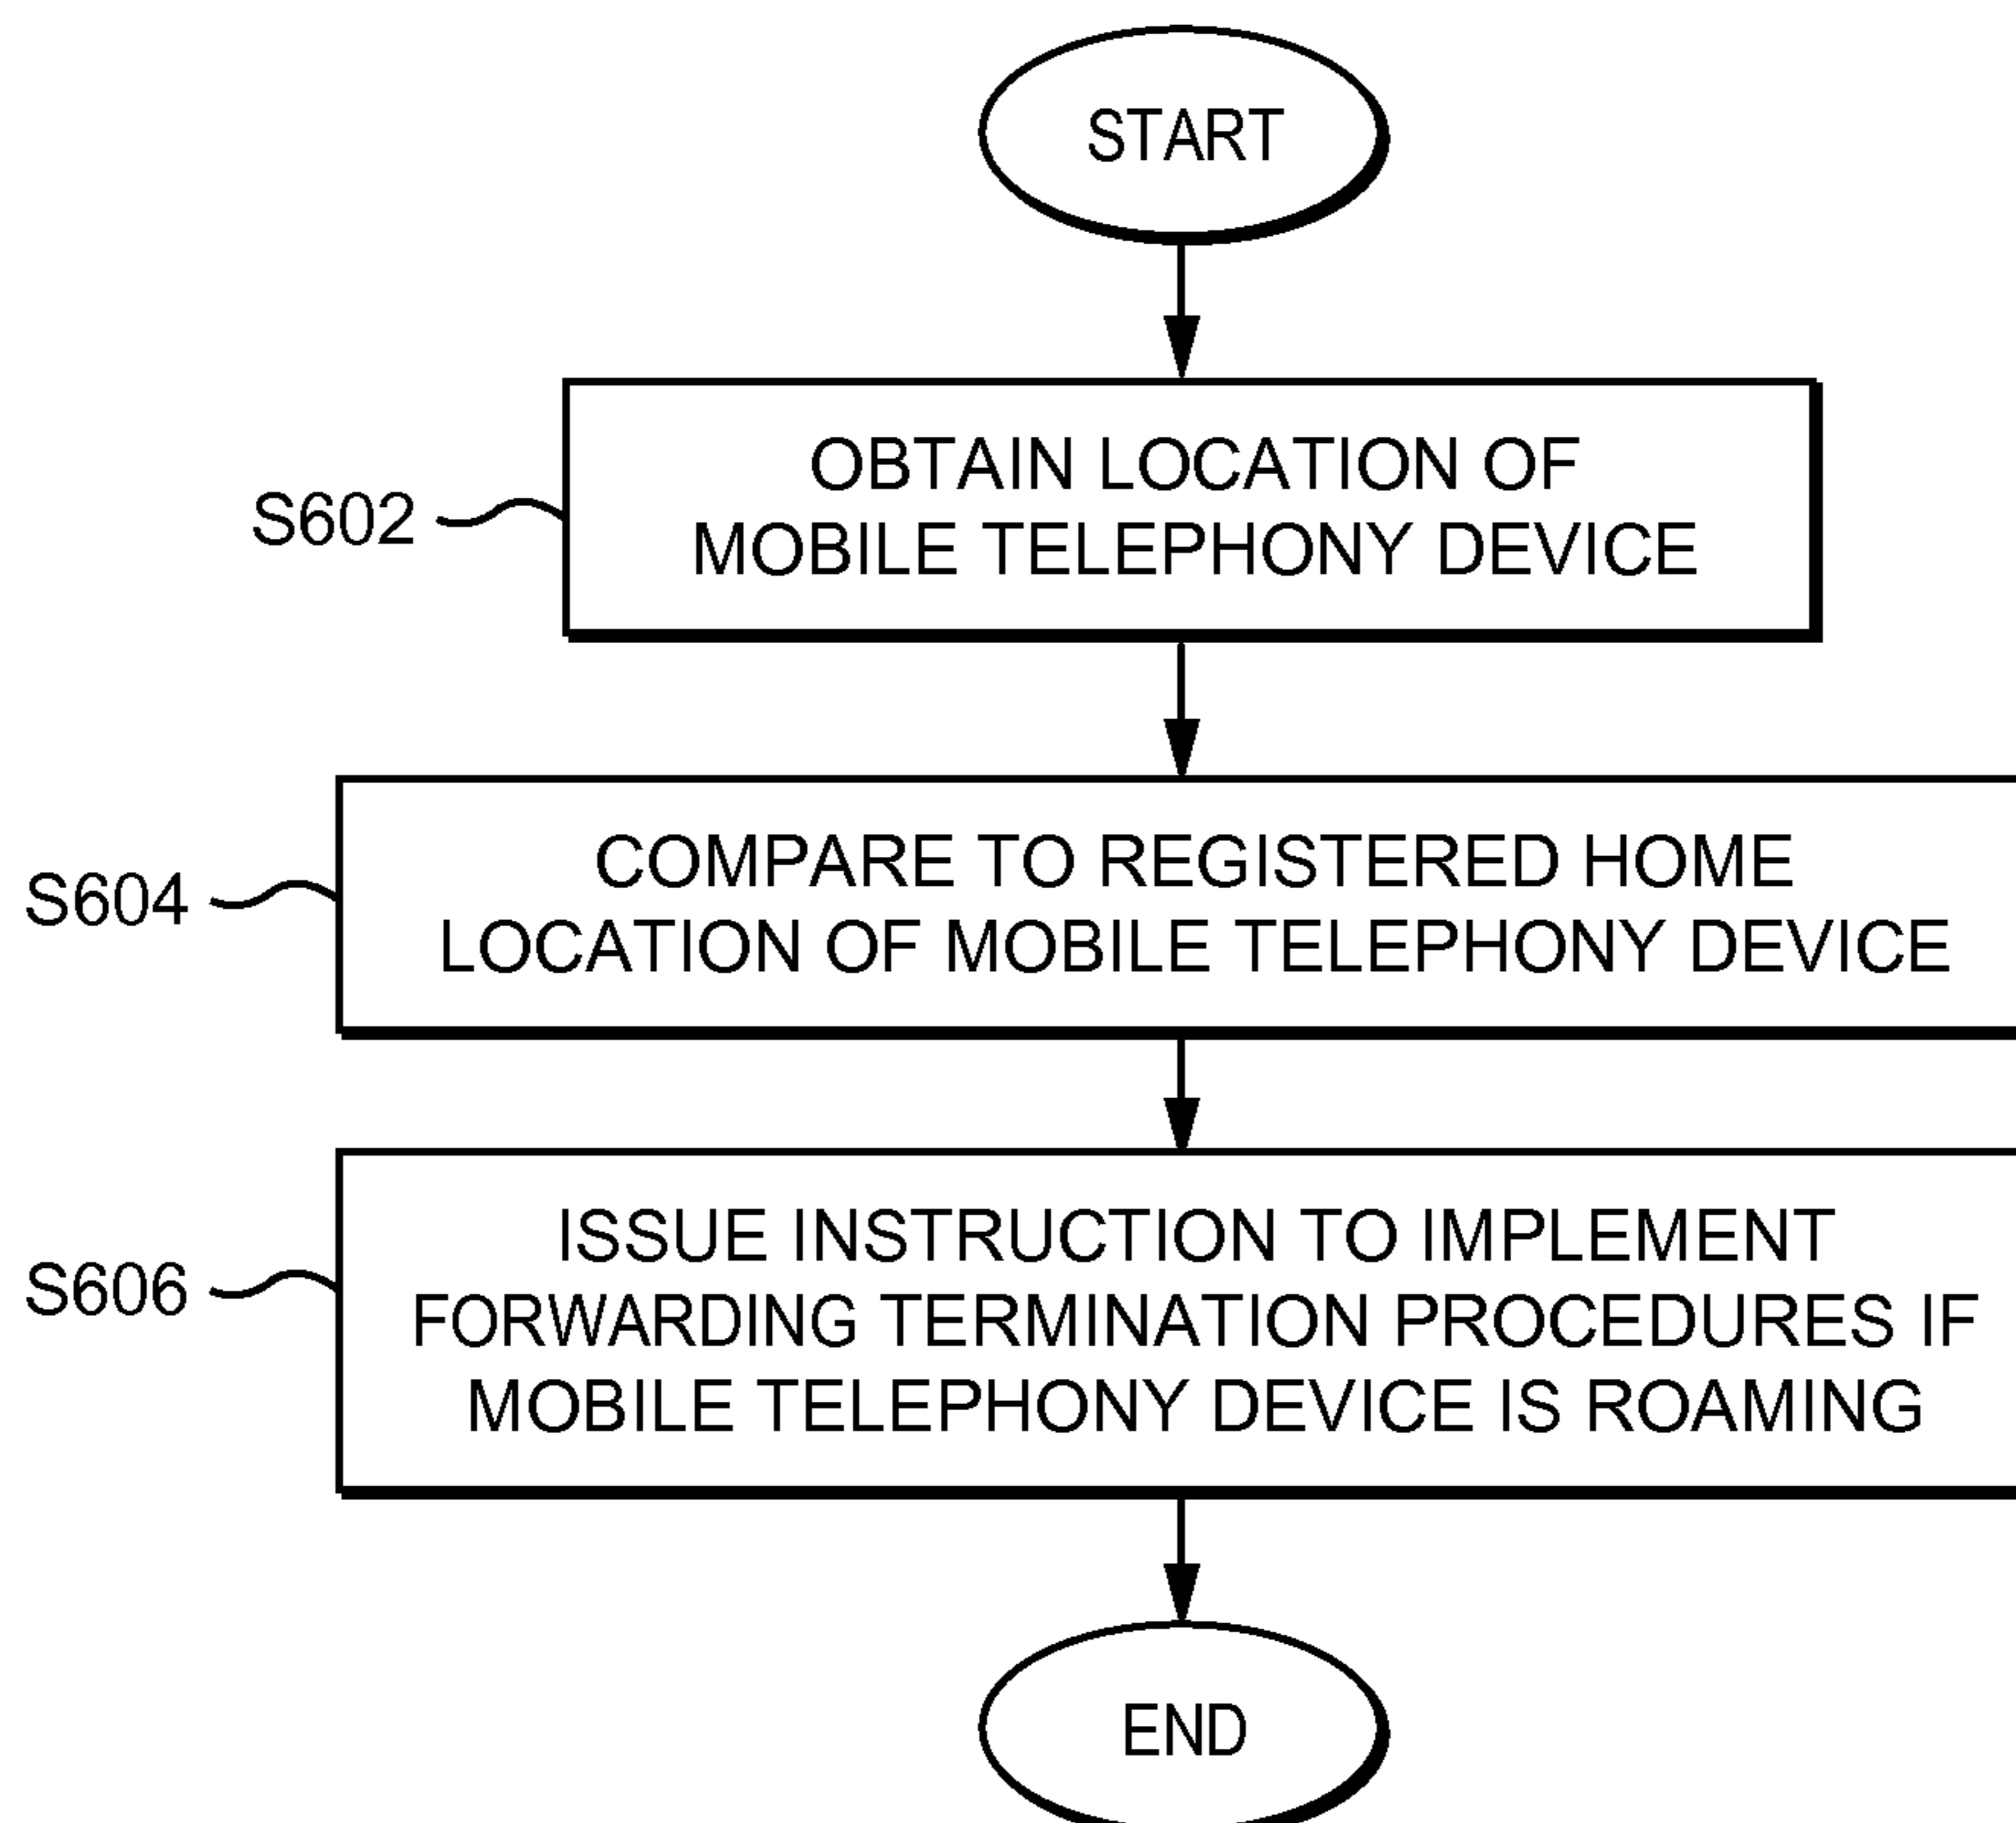 START
S602
OBTAIN LOCATION OF
MOBILE TELEPHONY DEVICE
S604
COMPARE TO REGISTERED HOME
LOCATION OF MOBILE TELEPHONY DEVICE
S606
ISSUE INSTRUCTION TO IMPLEMENT
FORWARDING TERMINATION PROCEDURES IF
MOBILE TELEPHONY DEVICE IS ROAMING
END